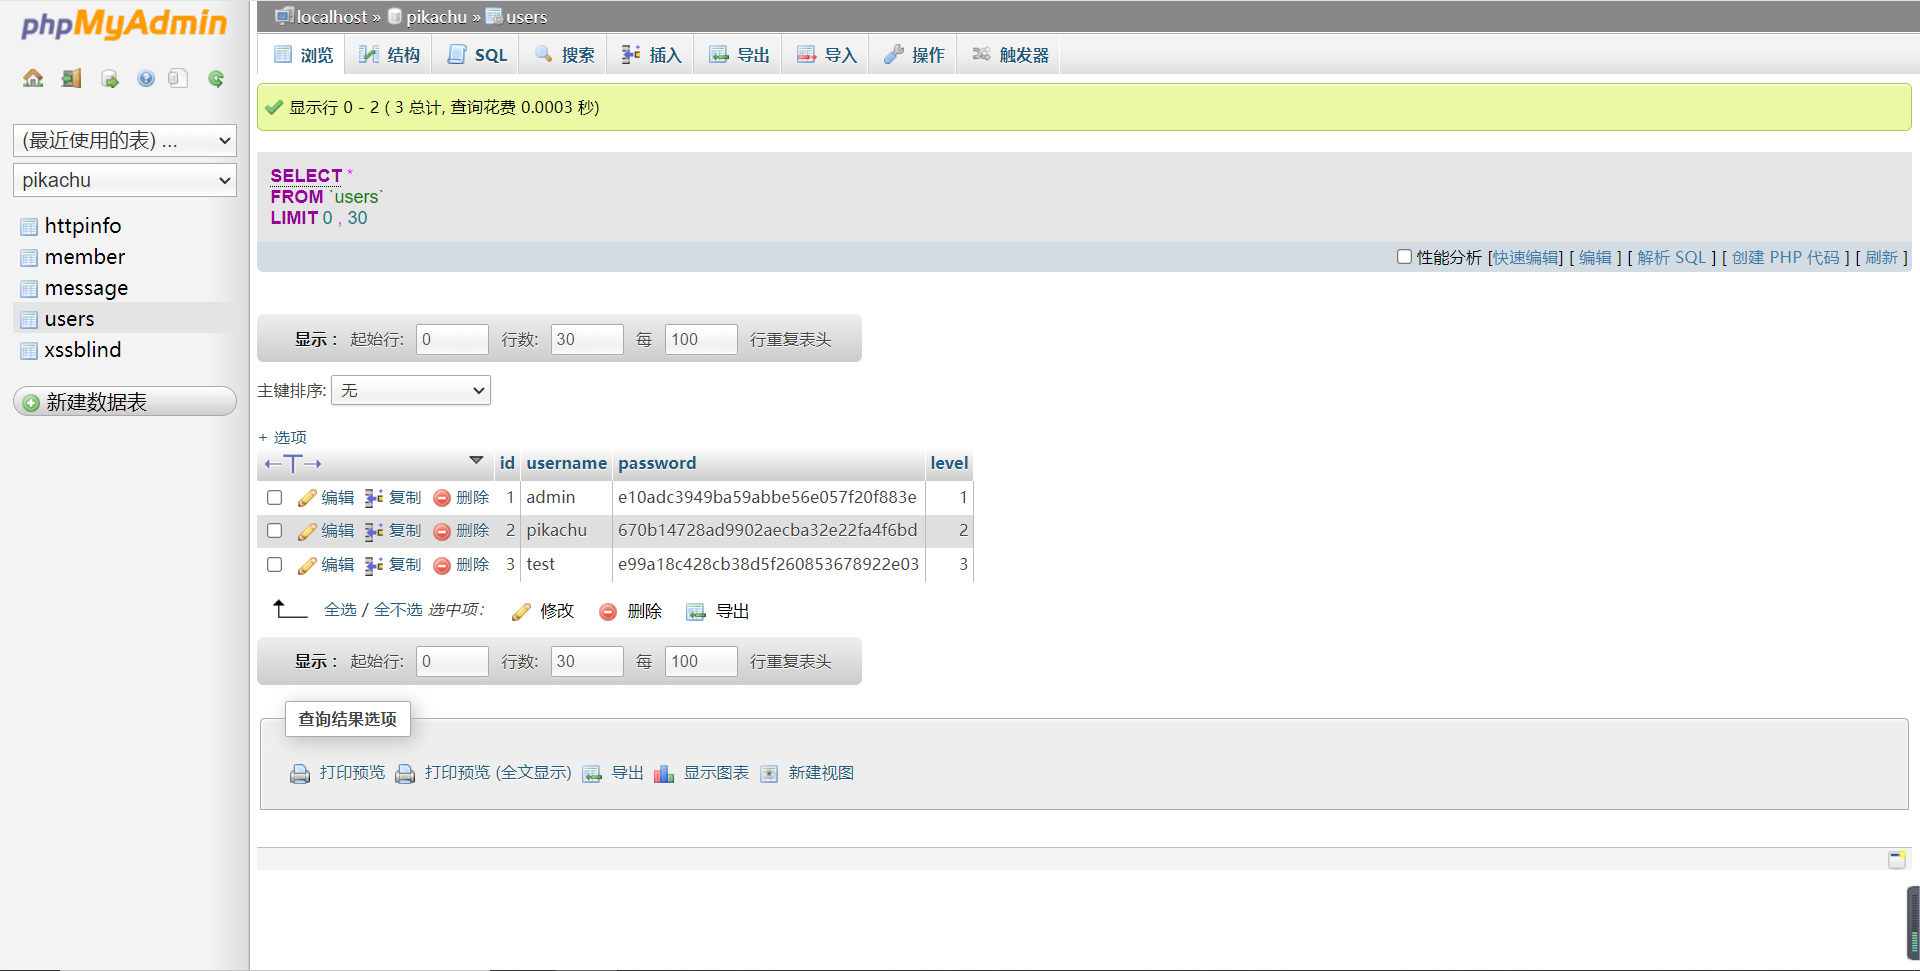 phpMyAdmin
(最近使用的表) ...
pikachu
httpinfo
member
message
users
xssblind
新建数据表
localhost » pikachu » users
浏览 结构 SQL 搜索 插入 导出 导入 操作 触发器
显示行 0 - 2 ( 3 总计, 查询花费 0.0003 秒)
SELECT *
FROM `users`
LIMIT 0 , 30
性能分析 [快速编辑] [ 编辑 ] [ 解析 SQL ] [ 创建 PHP 代码 ] [ 刷新 ]
显示 : 起始行: 0 行数: 30 每 100 行重复表头
主键排序: 无
+ 选项
←T→ id username password level
编辑 复制 删除 1 admin e10adc3949ba59abbe56e057f20f883e 1
编辑 复制 删除 2 pikachu 670b14728ad9902aecba32e22fa4f6bd 2
编辑 复制 删除 3 test e99a18c428cb38d5f260853678922e03 3
全选 / 全不选 选中项: 修改 删除 导出
显示 : 起始行: 0 行数: 30 每 100 行重复表头
查询结果选项
打印预览 打印预览 (全文显示) 导出 显示图表 新建视图